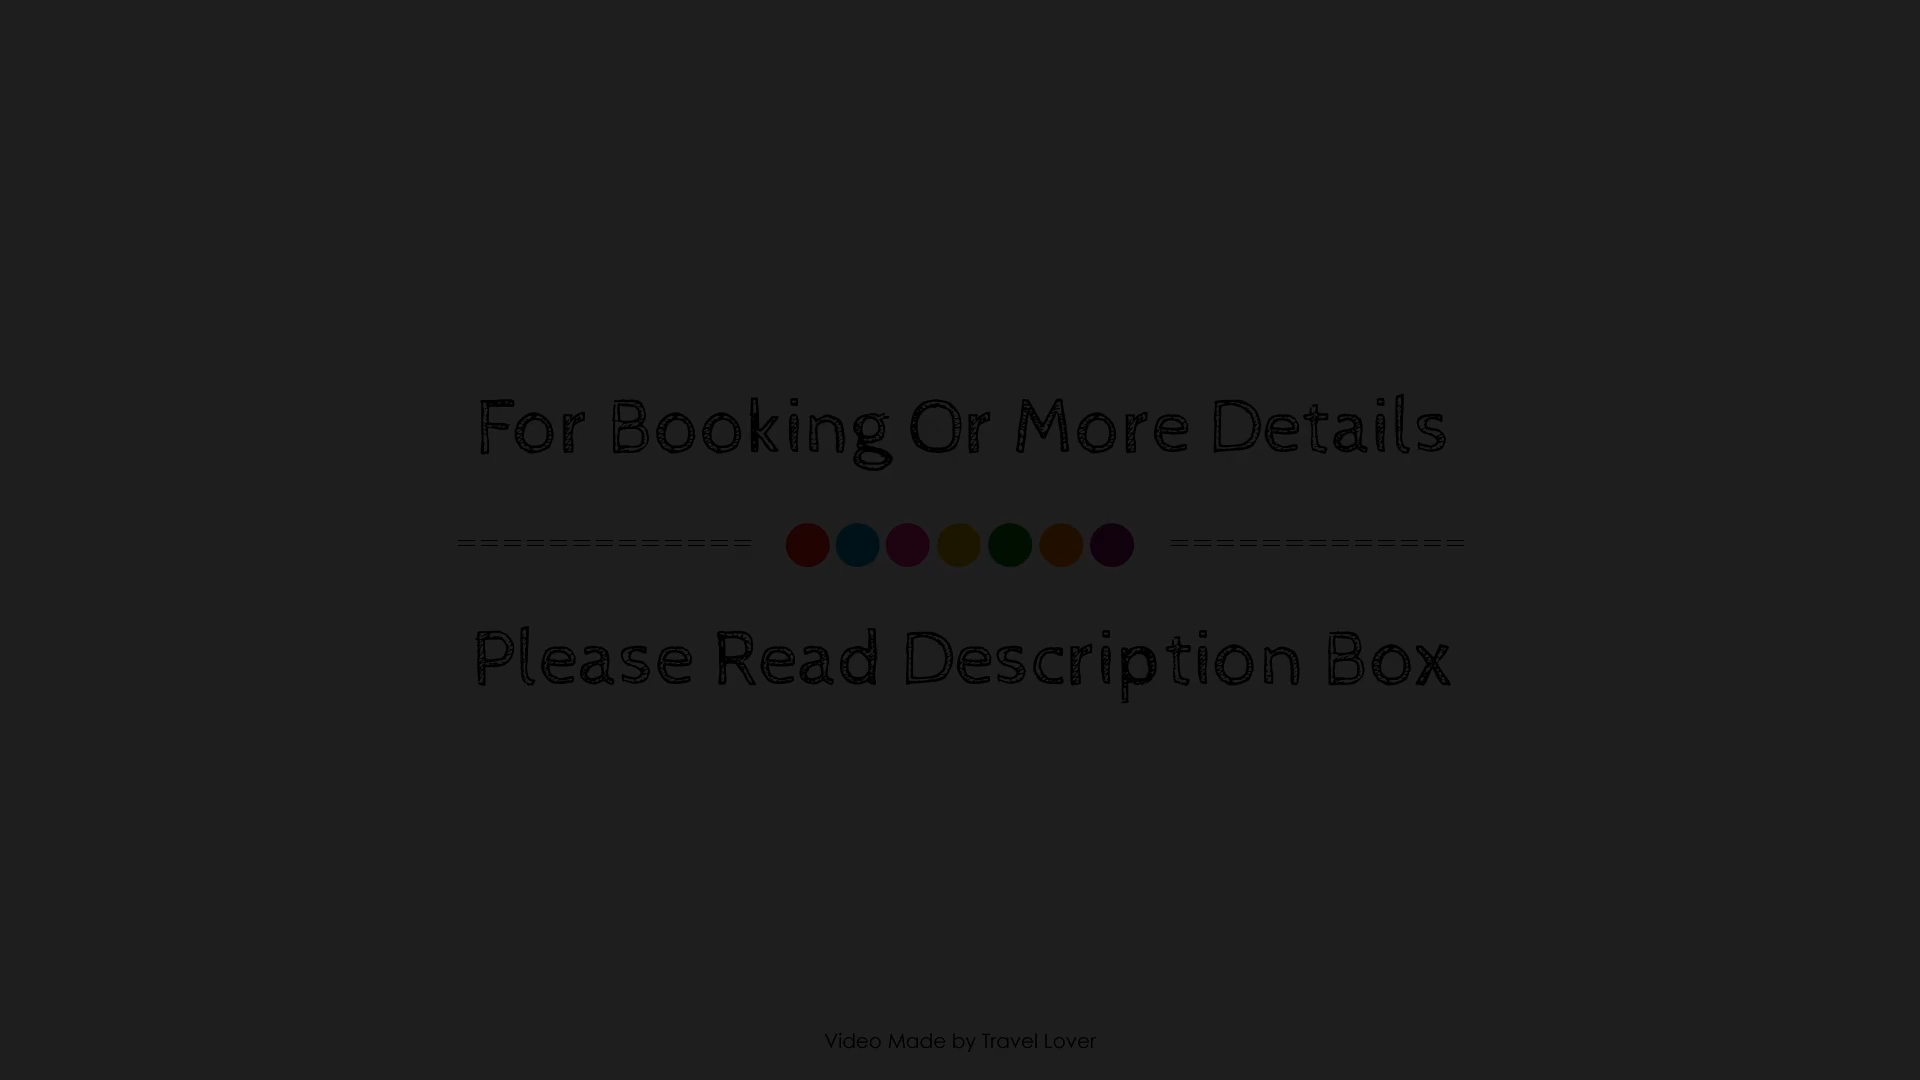 For Booking Or More Details
============= =============
Please Read Description Box
Video Made by Travel Lover